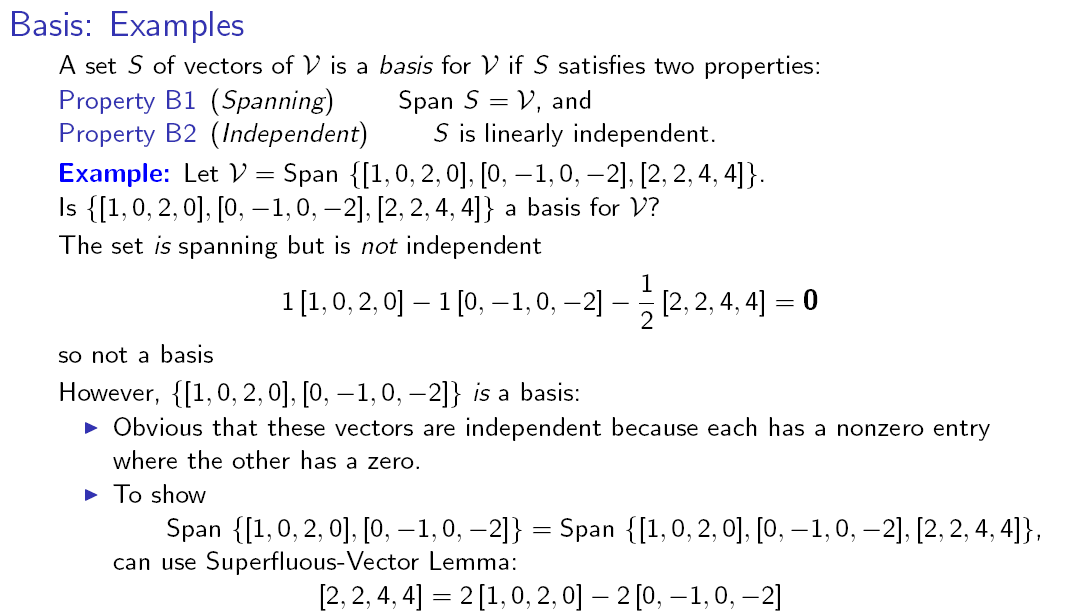 Basis: Examples
A set S of vectors of 𝒱 is a basis for 𝒱 if S satisfies two properties:
Property B1 (Spanning) Span S = 𝒱, and
Property B2 (Independent) S is linearly independent.
Example: Let 𝒱 = Span {[1, 0, 2, 0], [0, −1, 0, −2], [2, 2, 4, 4]}.
Is {[1, 0, 2, 0], [0, −1, 0, −2], [2, 2, 4, 4]} a basis for 𝒱?
The set is spanning but is not independent
1 [1, 0, 2, 0] − 1 [0, −1, 0, −2] − 1/2 [2, 2, 4, 4] = 0
so not a basis
However, {[1, 0, 2, 0], [0, −1, 0, −2]} is a basis:
▶ Obvious that these vectors are independent because each has a nonzero entry
where the other has a zero.
▶ To show
Span {[1, 0, 2, 0], [0, −1, 0, −2]} = Span {[1, 0, 2, 0], [0, −1, 0, −2], [2, 2, 4, 4]},
can use Superfluous-Vector Lemma:
[2, 2, 4, 4] = 2 [1, 0, 2, 0] − 2 [0, −1, 0, −2]